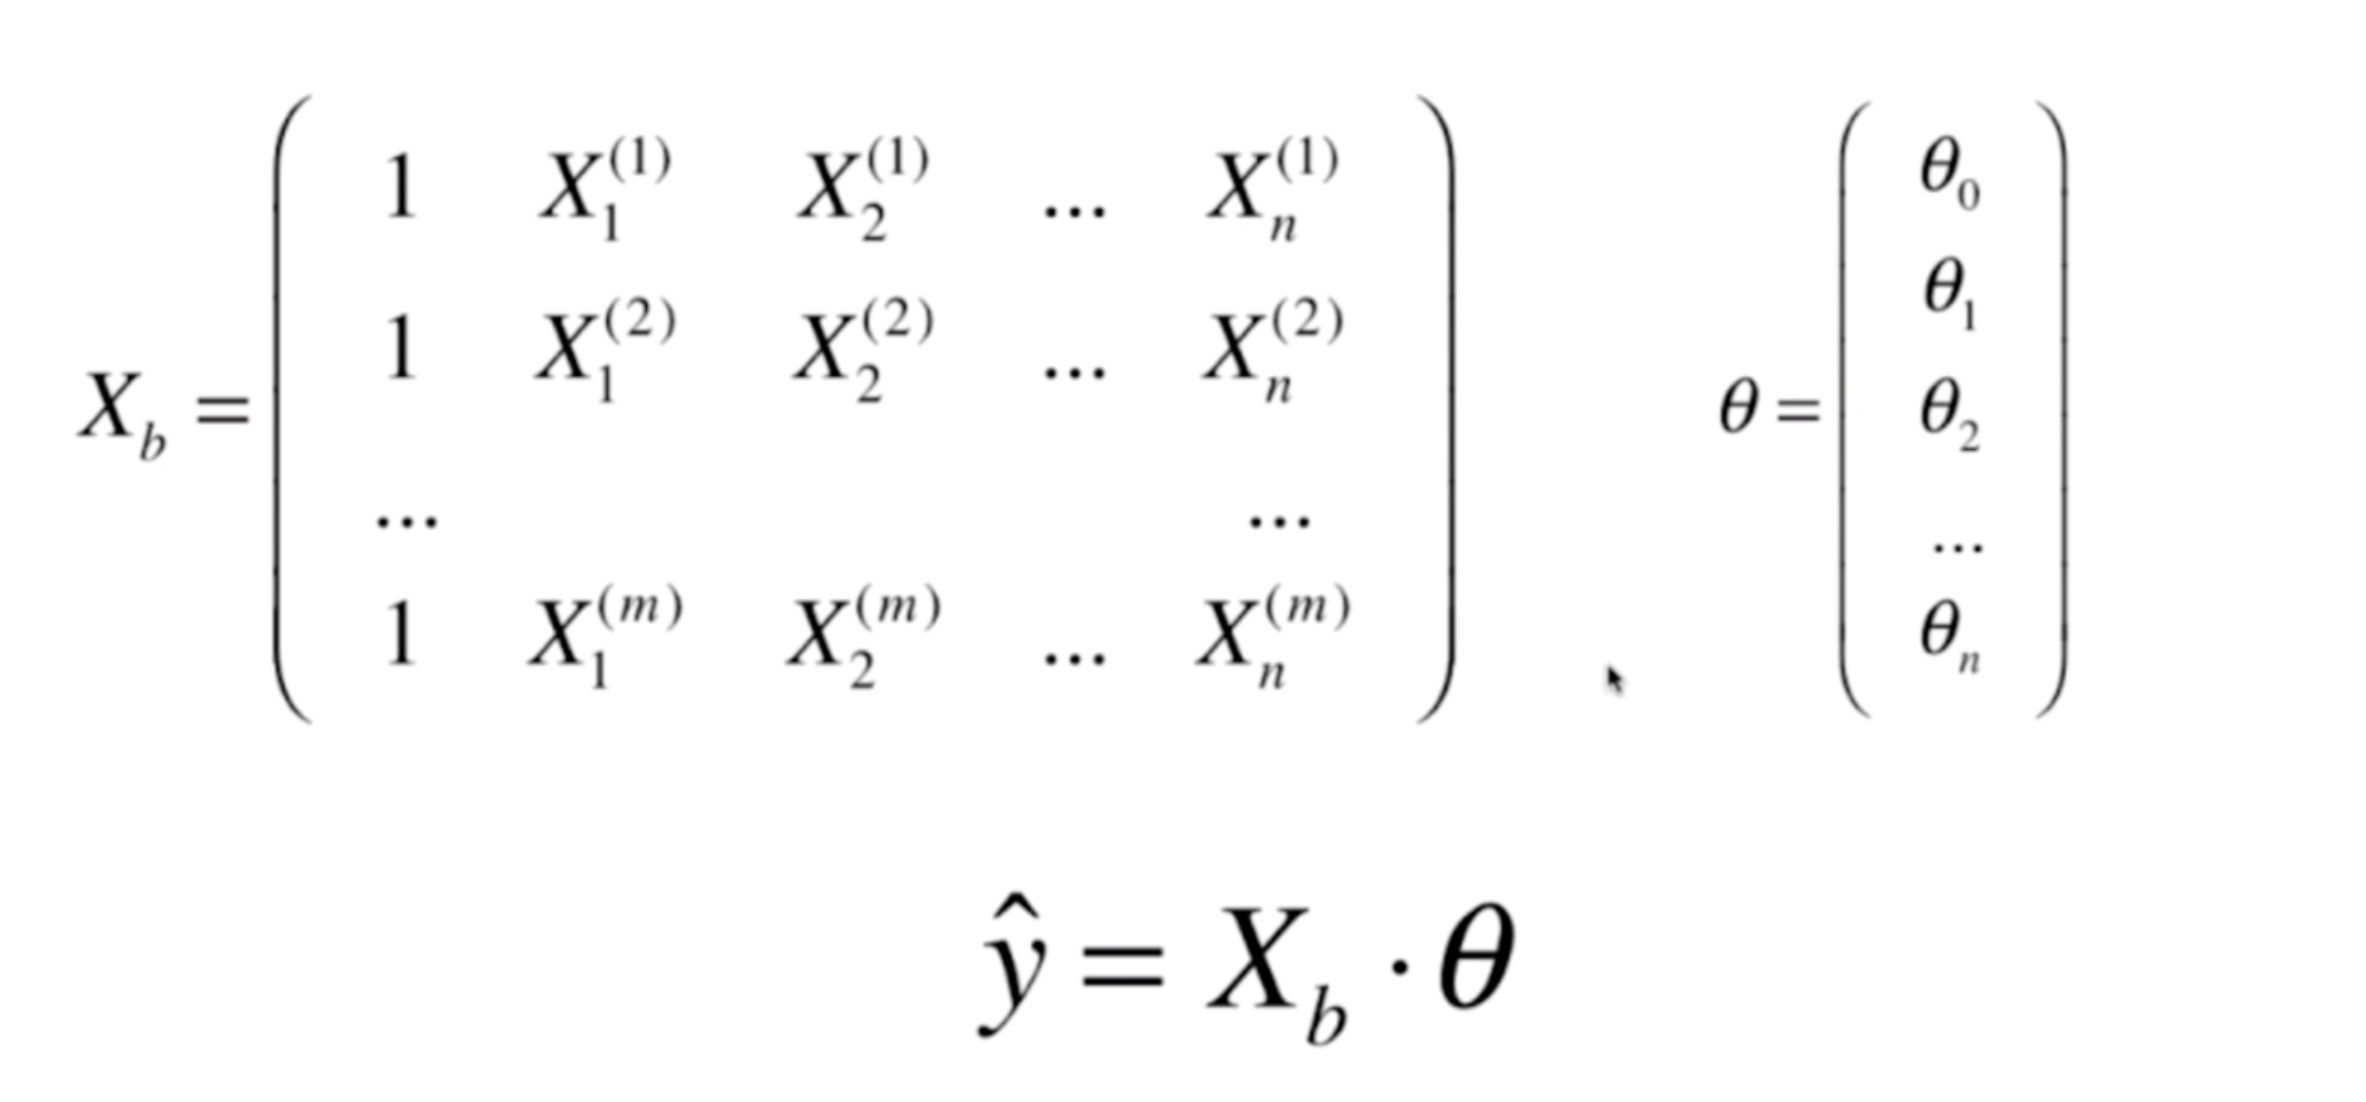 X_b = ( 1 X_1^{(1)} X_2^{(1)} ... X_n^{(1)}
1 X_1^{(2)} X_2^{(2)} ... X_n^{(2)}
... ...
1 X_1^{(m)} X_2^{(m)} ... X_n^{(m)} )
θ = ( θ_0
θ_1
θ_2
...
θ_n )
ŷ = X_b · θ